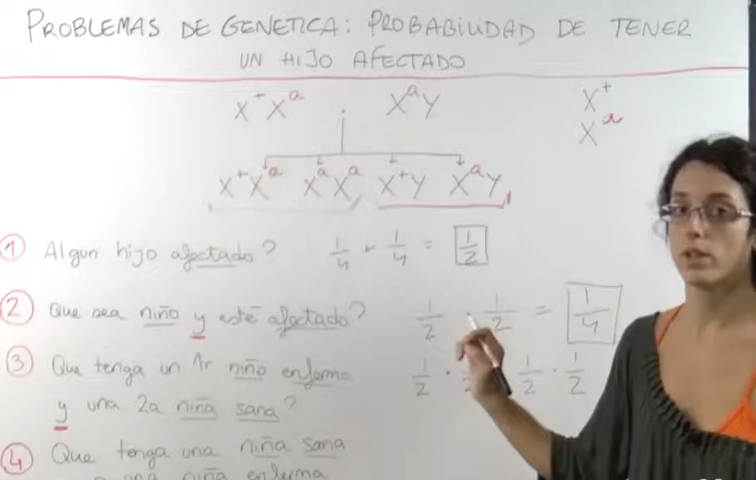 PROBLEMAS DE GENETICA: PROBABILIDAD DE TENER
UN HIJO AFECTADO
X⁺Xᵃ XᵃY X⁺
Xᵃ
X⁺Xᵃ XᵃXᵃ X⁺Y XᵃY
1 Algun hijo afectado? 1/4 + 1/4 = 1/2
2 Que sea niño y esté afectado? 1/2 · 1/2 = 1/4
3 Que tenga un 1r niño enfermo 1/2 · 1/2 · 1/2
y una 2a niña sana?
4 Que tenga una niña sana
una niña enferma